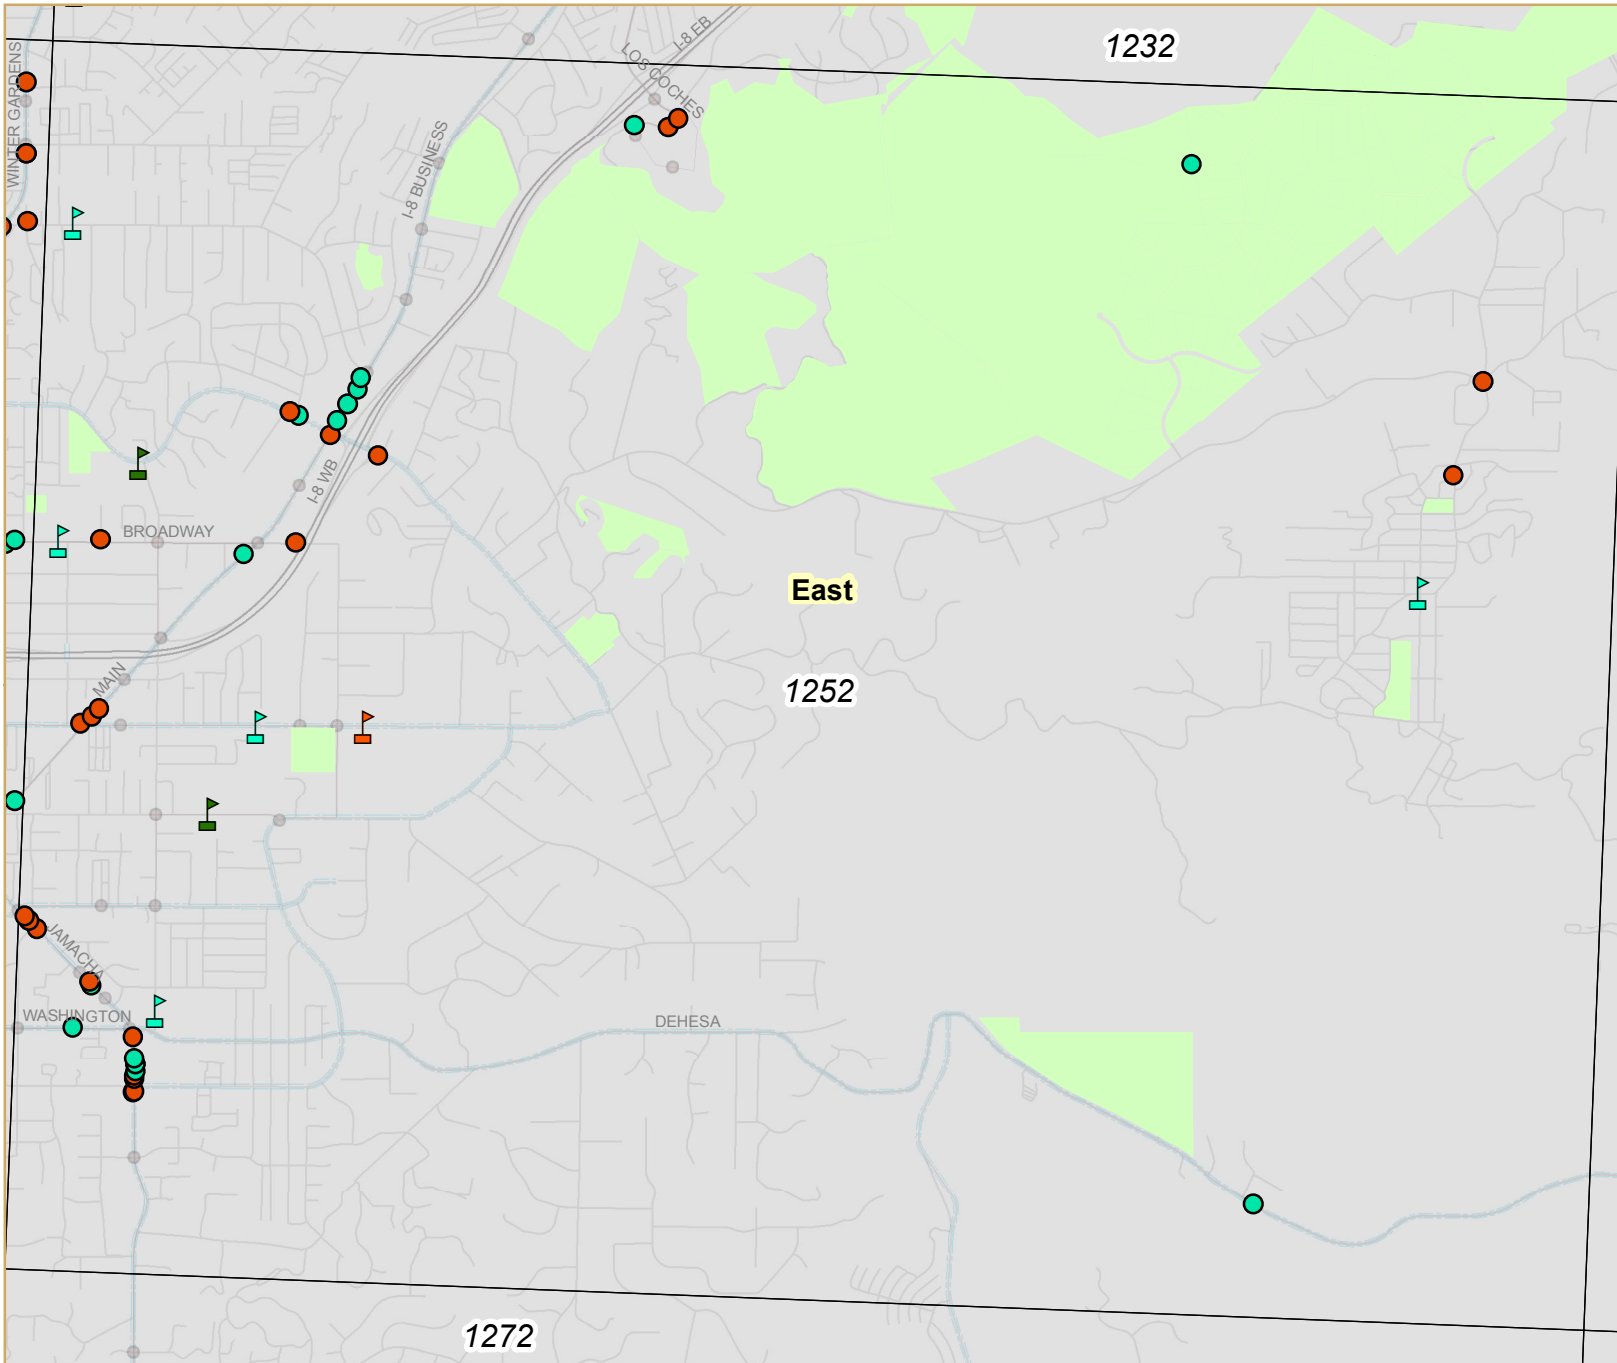 1232
I-8 EB
LOS COCHES
WINTER GARDENS
I-8 BUSINESS
I-8 WB
BROADWAY
East
MAIN
1252
JAMACHA
WASHINGTON
DEHESA
1272